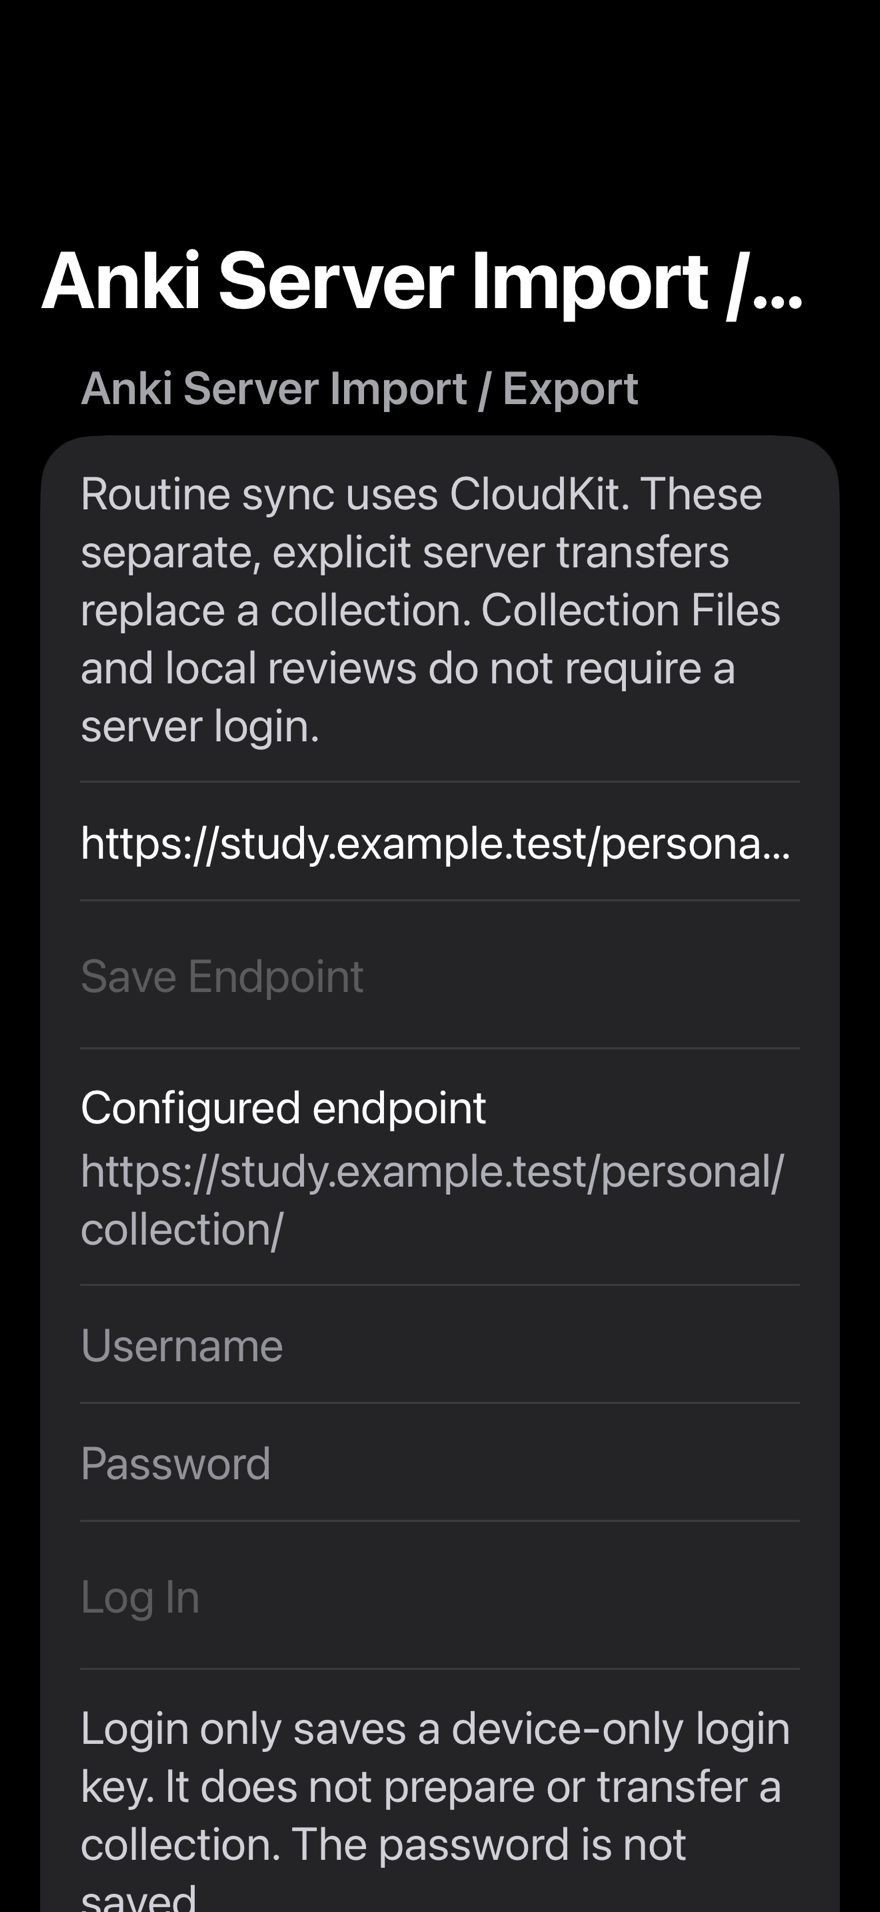 Anki Server Import /...
Anki Server Import / Export
Routine sync uses CloudKit. These
separate, explicit server transfers
replace a collection. Collection Files
and local reviews do not require a
server login.
https://study.example.test/persona...
Save Endpoint
Configured endpoint
https://study.example.test/personal/
collection/
Username
Password
Log In
Login only saves a device-only login
key. It does not prepare or transfer a
collection. The password is not
saved